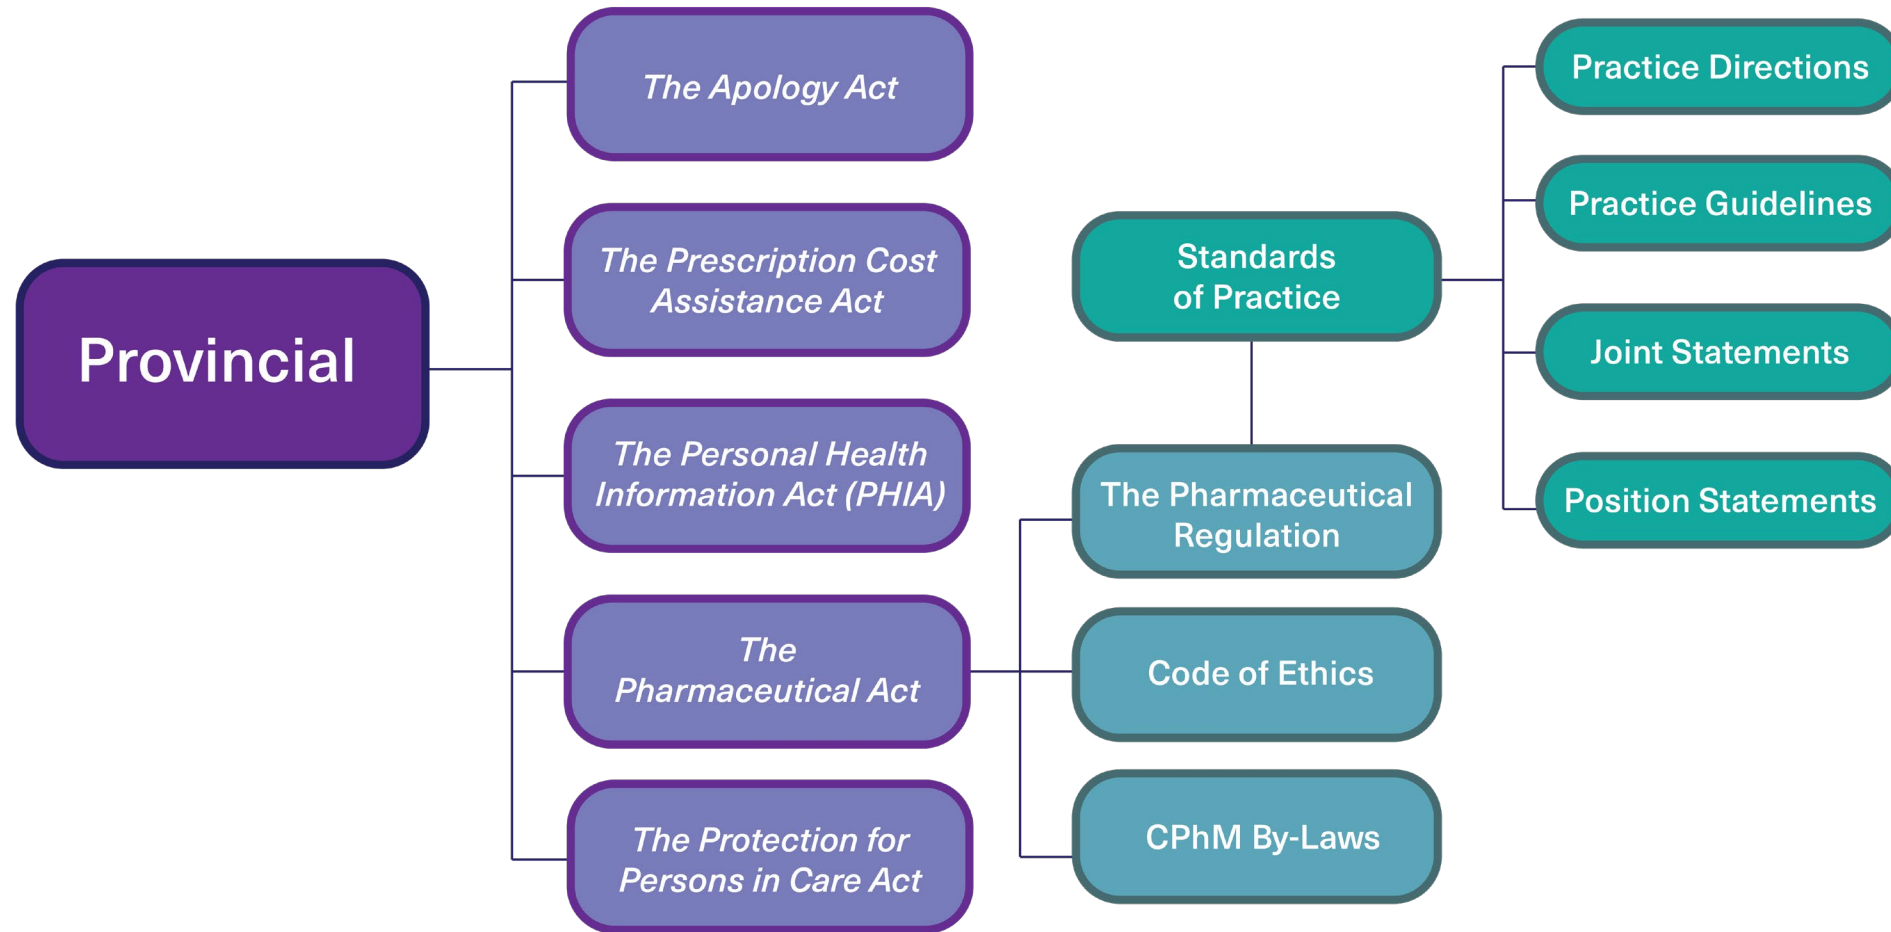 Provincial
The Apology Act
The Prescription Cost
Assistance Act
The Personal Health
Information Act (PHIA)
The
Pharmaceutical Act
The Protection for
Persons in Care Act
Standards
of Practice
The Pharmaceutical
Regulation
Code of Ethics
CPhM By-Laws
Practice Directions
Practice Guidelines
Joint Statements
Position Statements